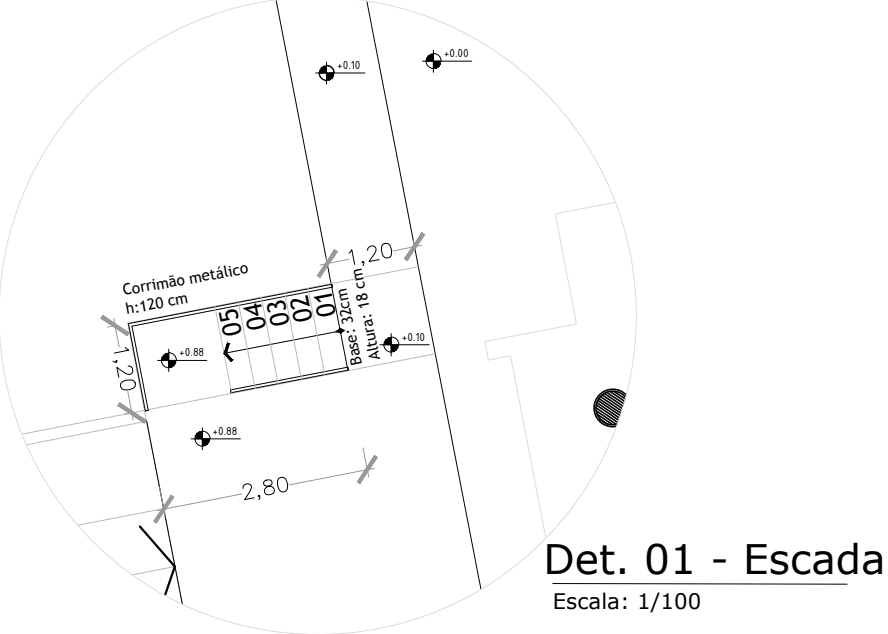 +0.10
+0.00
1,20
Corrimão metálico
h:120 cm
05
04
03
02
01
Base: 32cm
Altura: 18 cm
+0.10
+0.88
1,20
+0.88
2,80
Det. 01 - Escada
Escala: 1/100